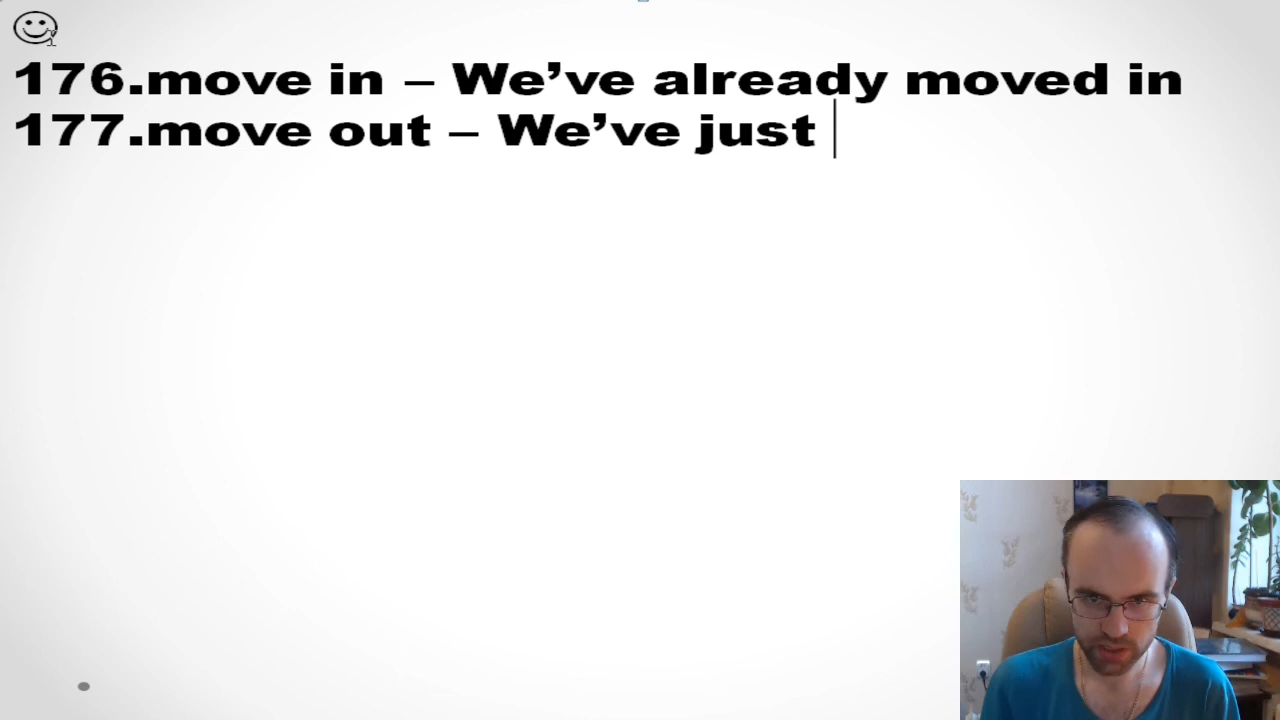 176.move in – We’ve already moved in
177.move out – We’ve just